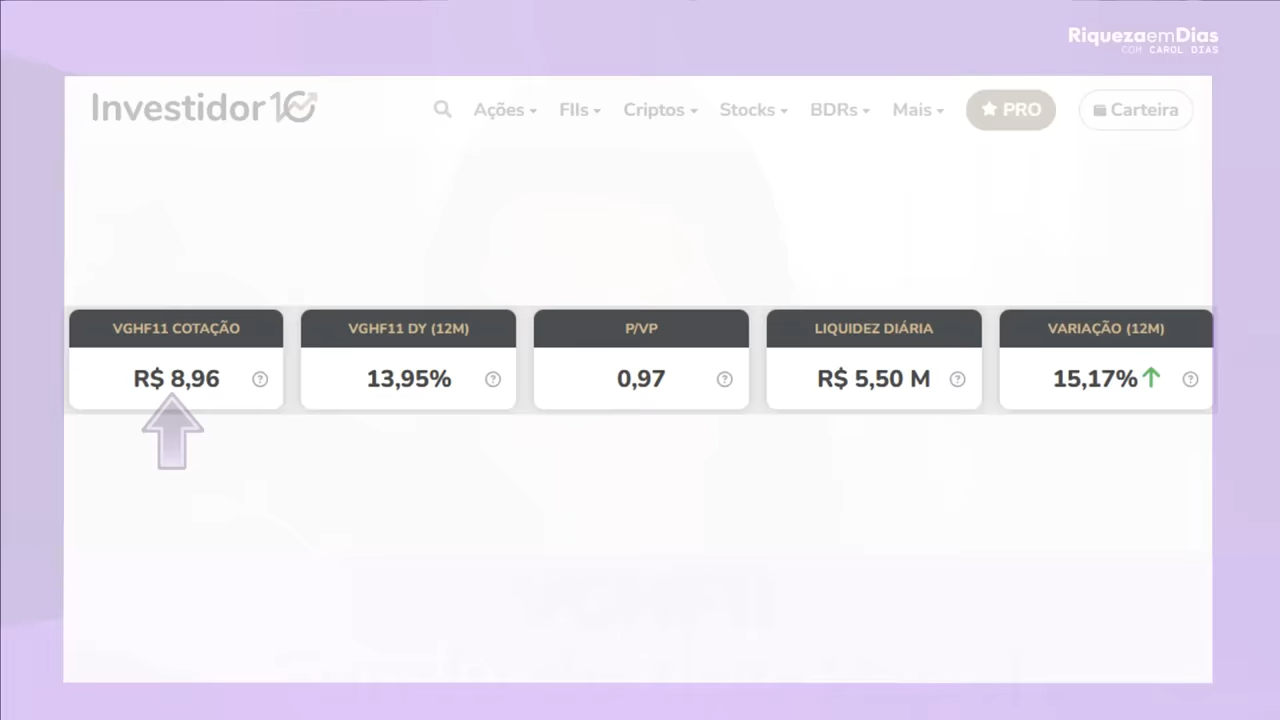 RiquezaemDias
COM CAROL DIAS
Investidor10
Ações
FIIs
Criptos
Stocks
BDRs
Mais
PRO
Carteira
VGHF11 COTAÇÃO
R$ 8,96
VGHF11 DY (12M)
13,95%
P/VP
0,97
LIQUIDEZ DIÁRIA
R$ 5,50 M
VARIAÇÃO (12M)
15,17%